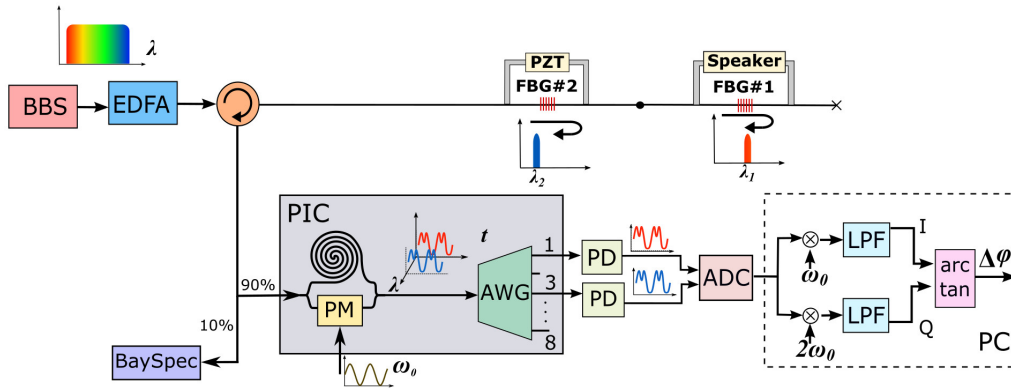 λ
BBS
EDFA
PZT
FBG#2
λ2
Speaker
FBG#1
λ1
90%
10%
BaySpec
PIC
PM
ω0
λ
t
AWG
1
3
8
PD
PD
ADC
ω0
2ω0
LPF
LPF
I
Q
arc
tan
Δφ
PC